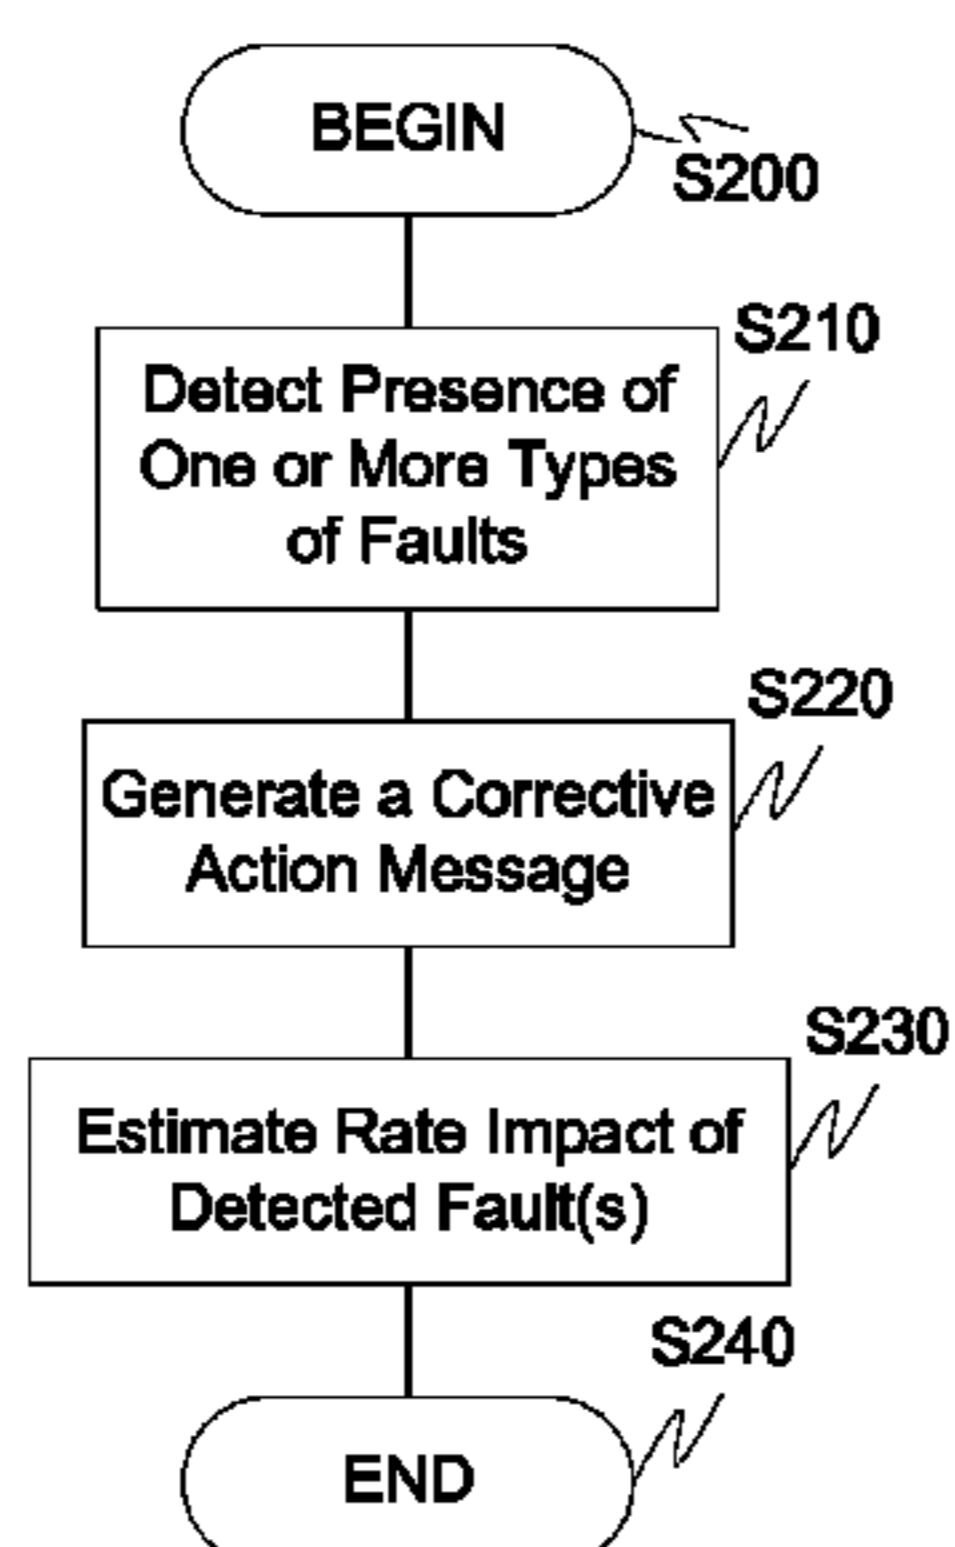 BEGIN
S200
S210
Detect Presence of
One or More Types
of Faults
S220
Generate a Corrective
Action Message
S230
Estimate Rate Impact of
Detected Fault(s)
S240
END